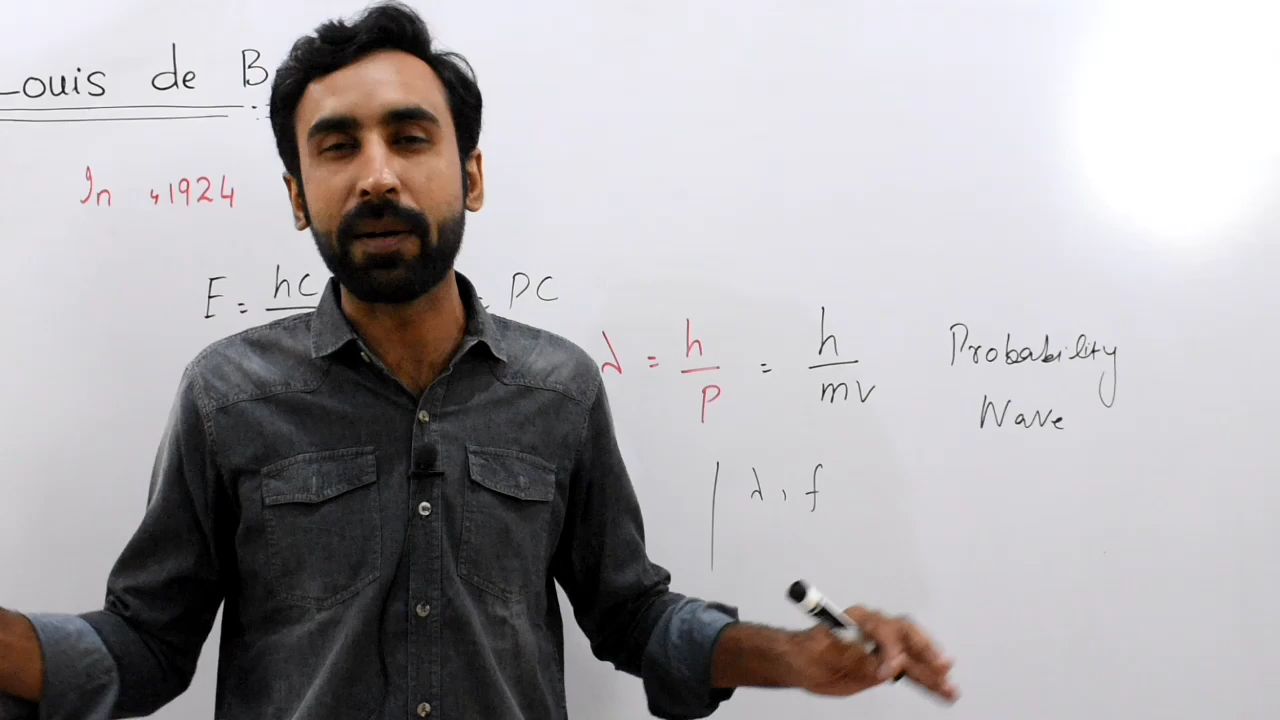 Louis de B
In , 1924
E = hc = PC
λ = h/p = h/mv
Probability
Wave
λ, f